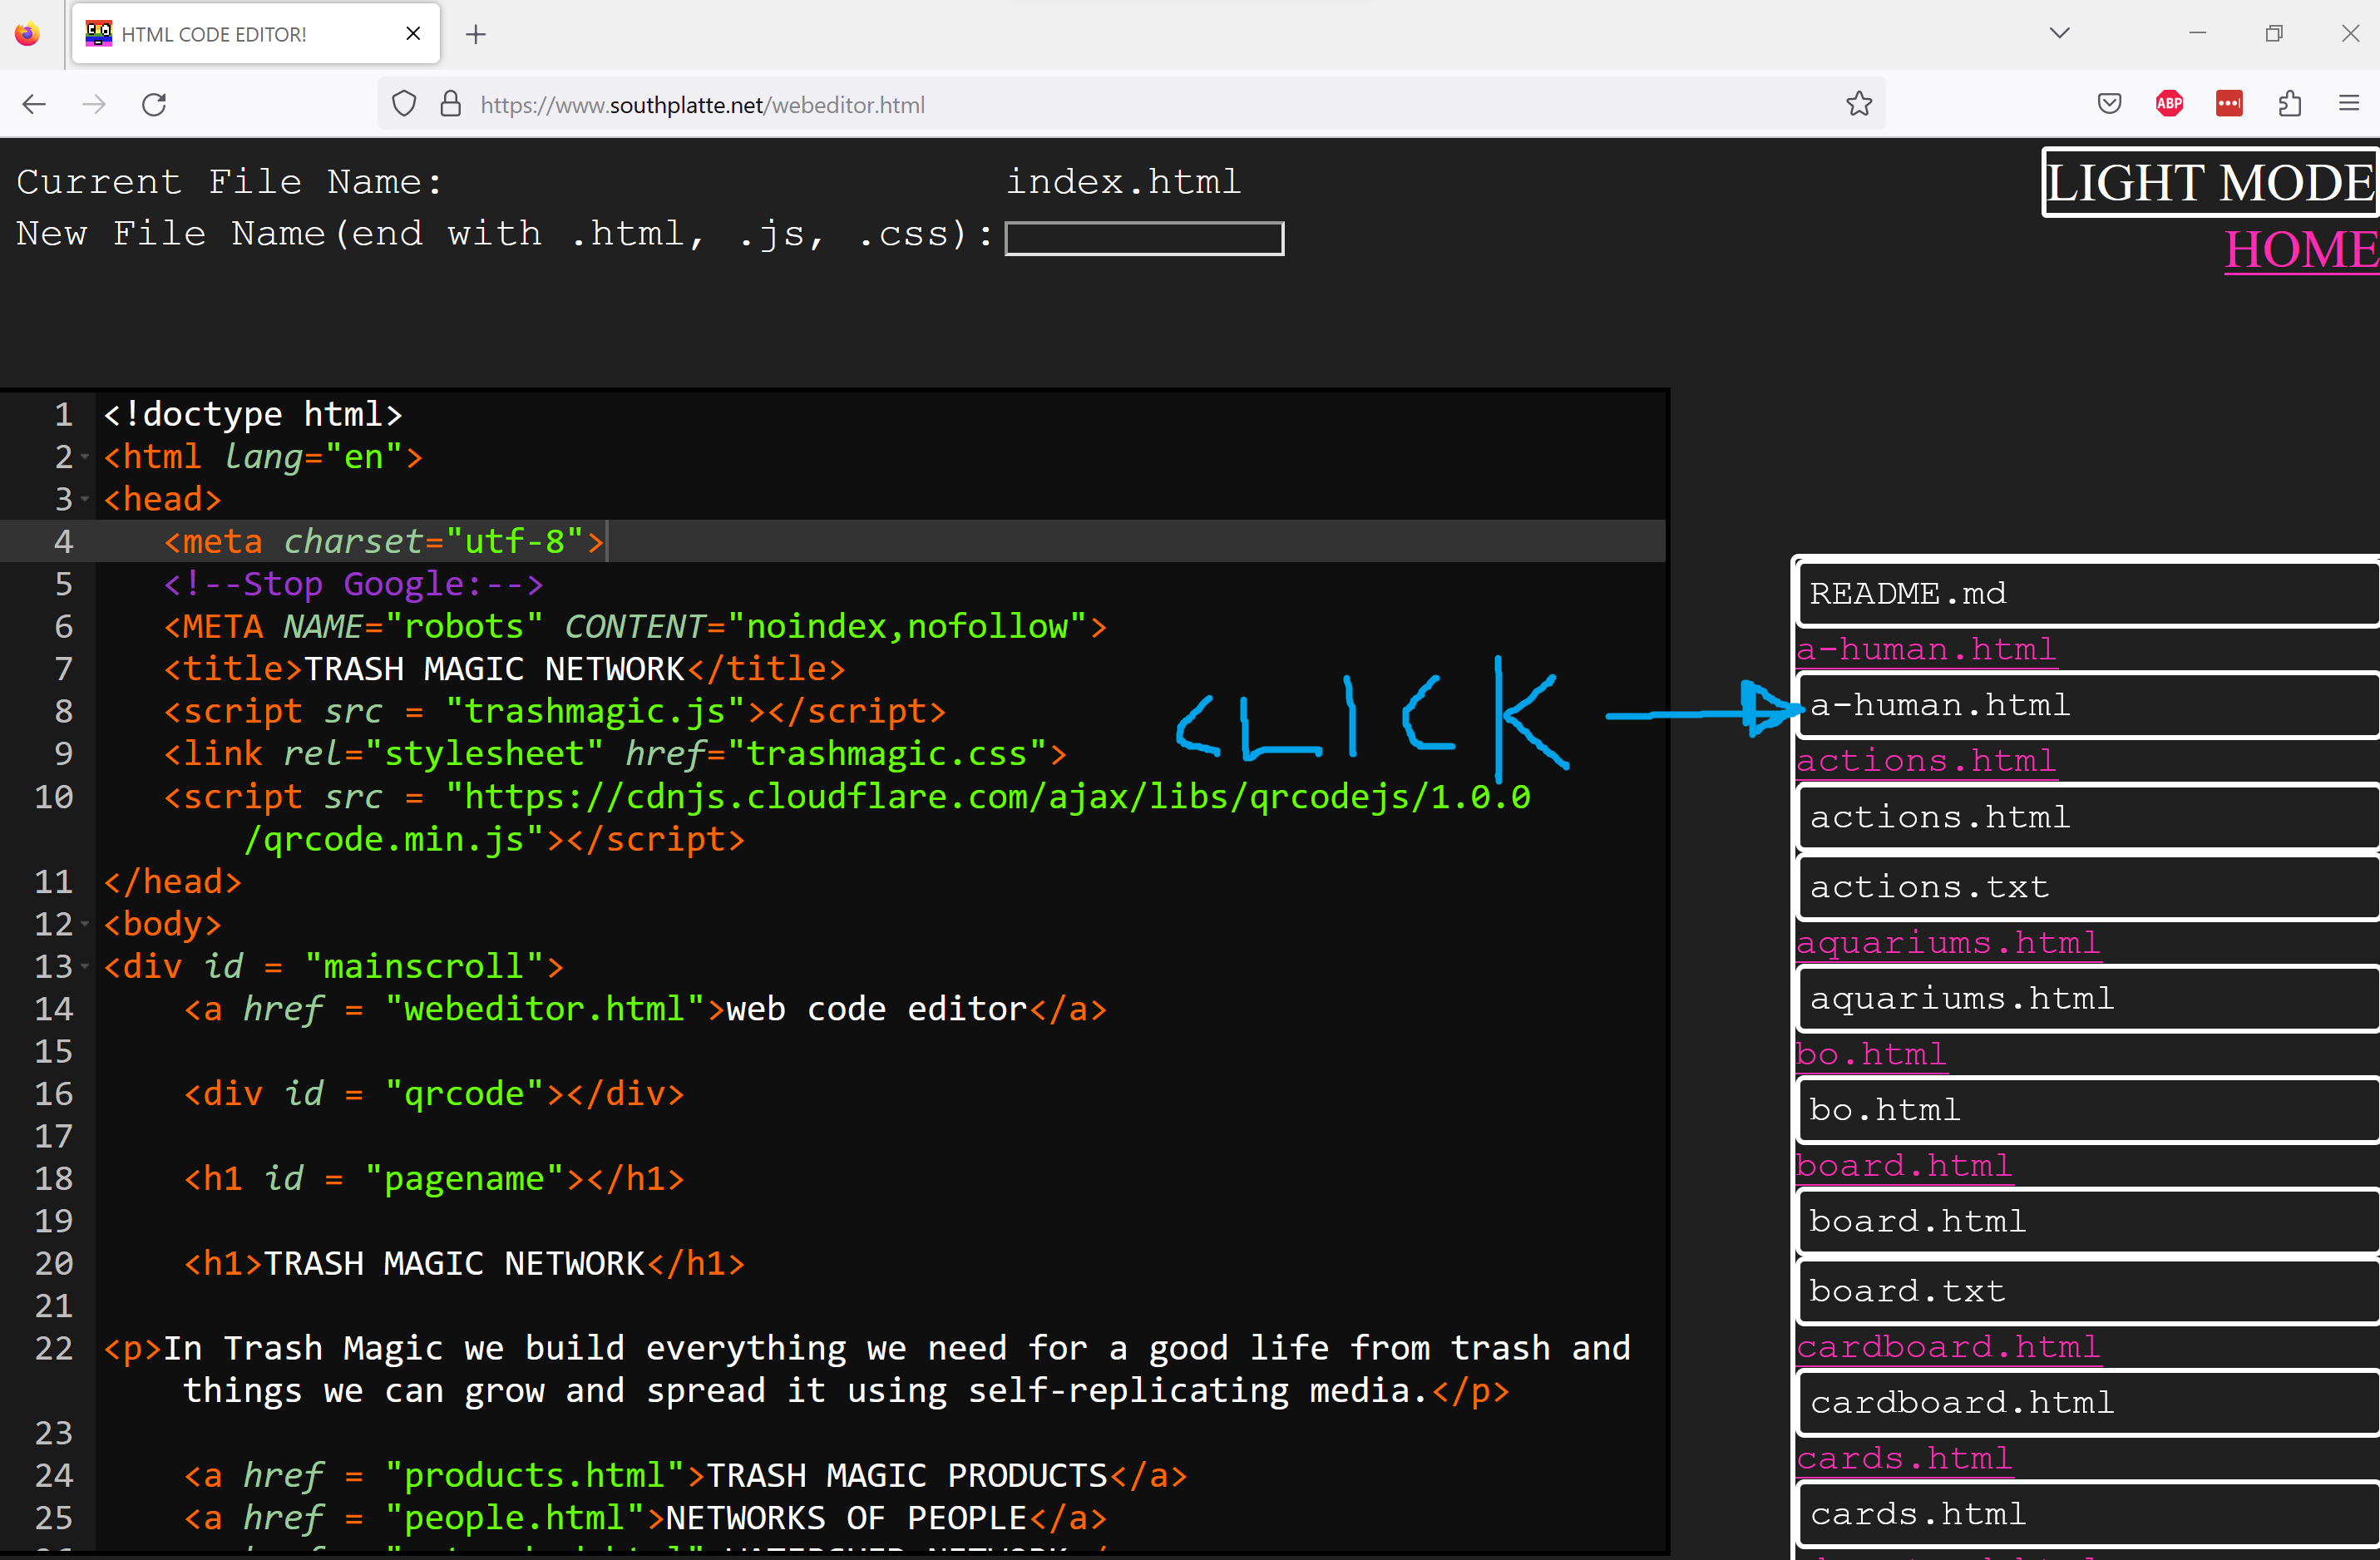 HTML CODE EDITOR!
https://www.southplatte.net/webeditor.html
ABP
Current File Name: index.html
New File Name(end with .html, .js, .css):
LIGHT MODE
HOME
1 <!doctype html>
2 <html lang="en">
3 <head>
4 <meta charset="utf-8">
5 <!--Stop Google:-->
6 <META NAME="robots" CONTENT="noindex,nofollow">
7 <title>TRASH MAGIC NETWORK</title>
8 <script src = "trashmagic.js"></script>
9 <link rel="stylesheet" href="trashmagic.css">
10 <script src = "https://cdnjs.cloudflare.com/ajax/libs/qrcodejs/1.0.0
/qrcode.min.js"></script>
11 </head>
12 <body>
13 <div id = "mainscroll">
14 <a href = "webeditor.html">web code editor</a>
15
16 <div id = "qrcode"></div>
17
18 <h1 id = "pagename"></h1>
19
20 <h1>TRASH MAGIC NETWORK</h1>
21
22 <p>In Trash Magic we build everything we need for a good life from trash and
things we can grow and spread it using self-replicating media.</p>
23
24 <a href = "products.html">TRASH MAGIC PRODUCTS</a>
25 <a href = "people.html">NETWORKS OF PEOPLE</a>
CLICK
README.md
a-human.html
a-human.html
actions.html
actions.html
actions.txt
aquariums.html
aquariums.html
bo.html
bo.html
board.html
board.html
board.txt
cardboard.html
cardboard.html
cards.html
cards.html